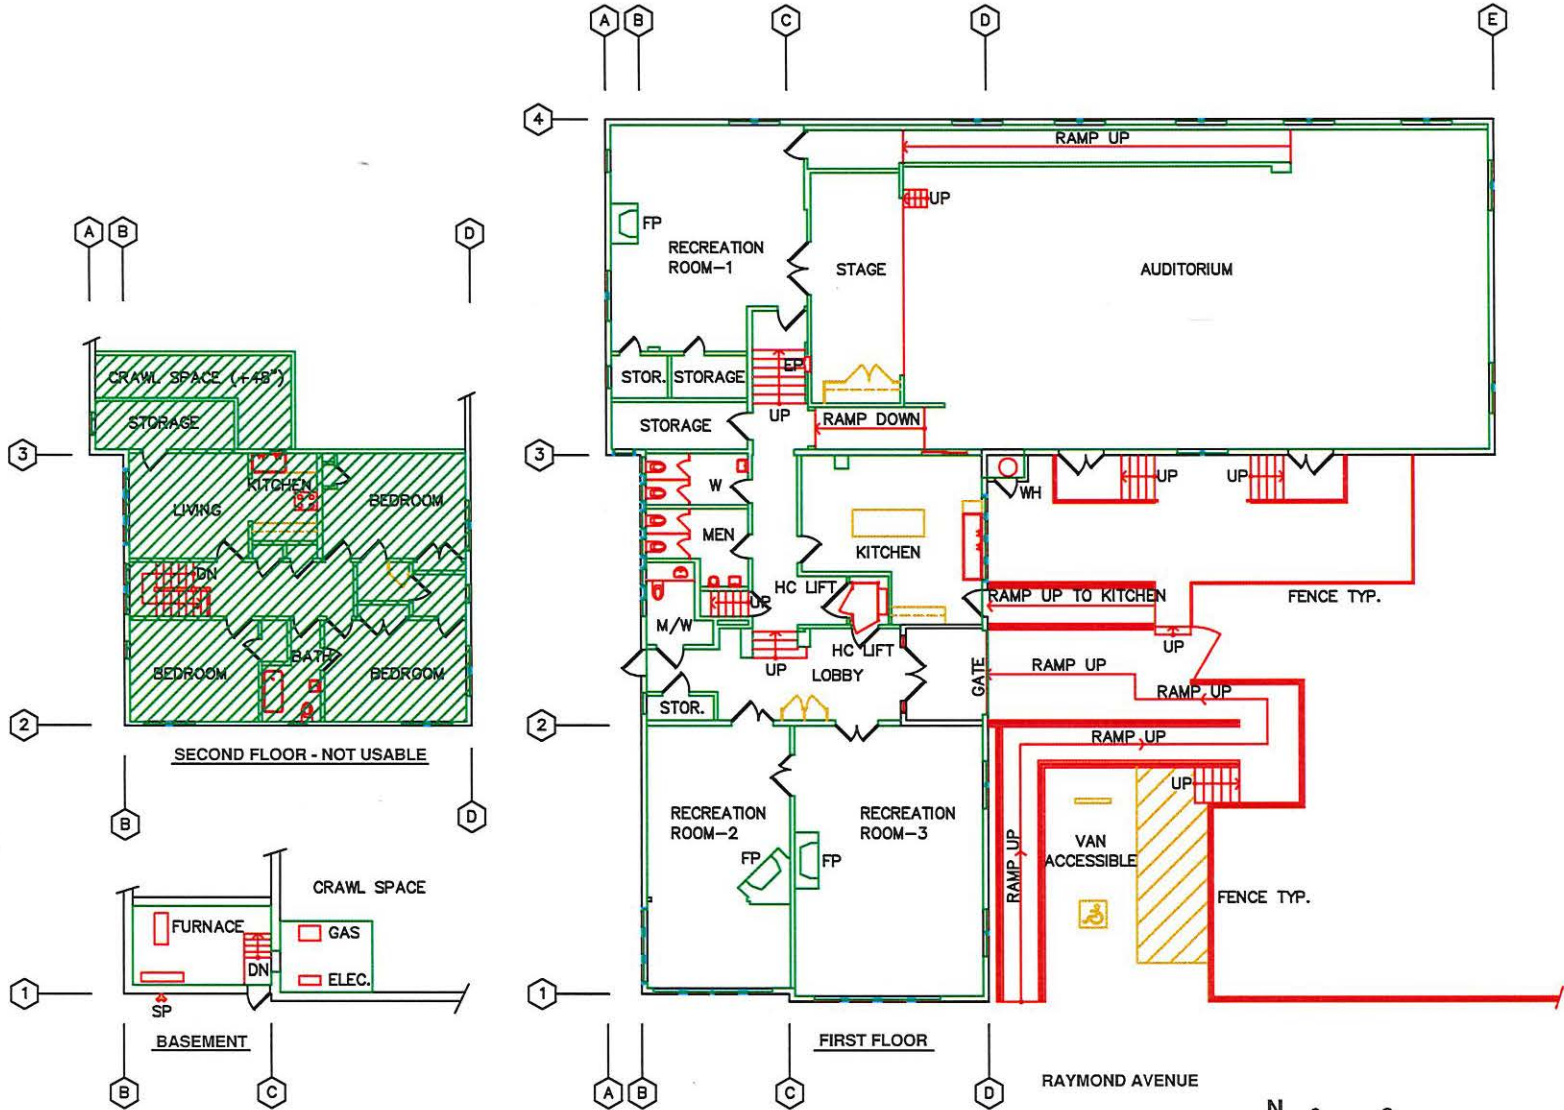 A
B
C
D
E
4
RAMP UP
UP
FP
RECREATION
ROOM-1
STAGE
AUDITORIUM
A
B
D
STOR.
STORAGE
EP
UP
STORAGE
RAMP DOWN
3
CRAWL SPACE (+48")
STORAGE
3
KITCHEN
LIVING
BEDROOM
DN
BEDROOM
BATH
BEDROOM
2
SECOND FLOOR - NOT USABLE
B
D
W
MEN
KITCHEN
WH
UP
UP
HC LIFT
UP
M/W
RAMP UP TO KITCHEN
FENCE TYP.
UP
HC LIFT
UP
LOBBY
GATE
RAMP UP
RAMP UP
STOR.
2
RAMP UP
UP
RECREATION
ROOM-2
FP
RECREATION
ROOM-3
FP
RAMP UP
VAN
ACCESSIBLE
FENCE TYP.
CRAWL SPACE
FURNACE
GAS
DN
ELEC.
1
SP
BASEMENT
B
C
1
FIRST FLOOR
A
B
C
D
RAYMOND AVENUE
N